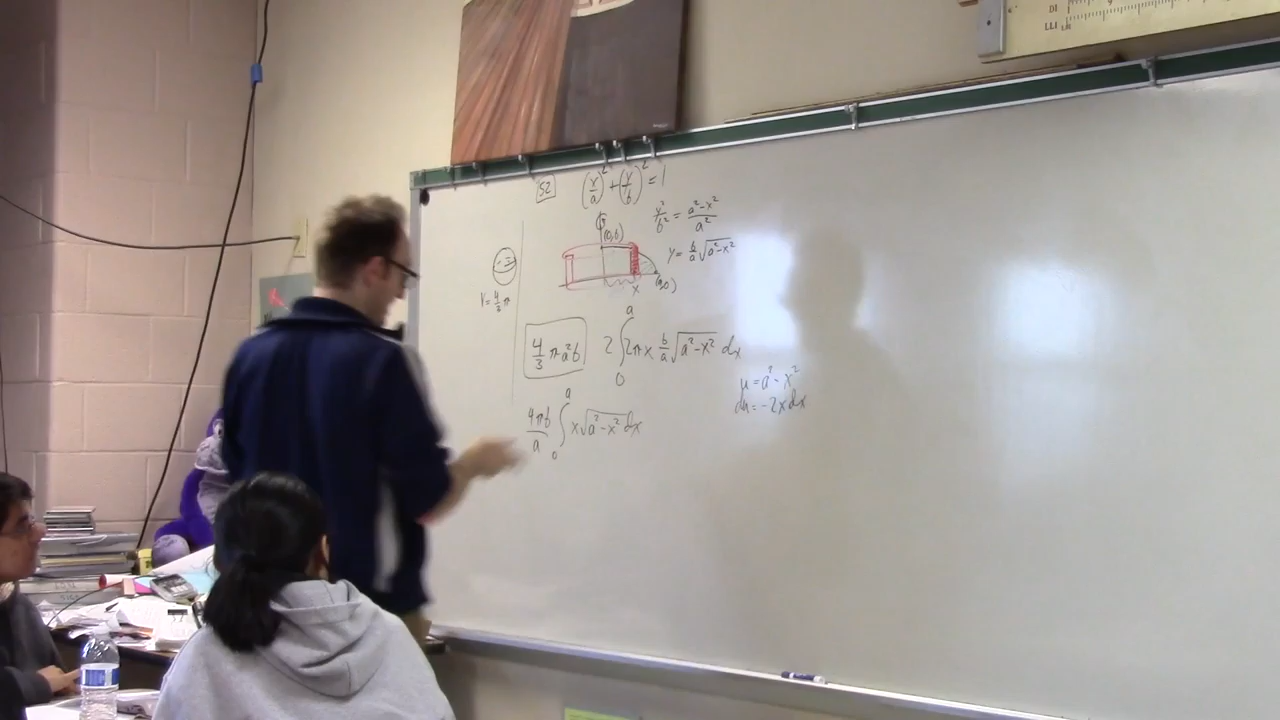 52 (x/a)² + (y/b)² = 1
y²/b² = (a²-x²)/a²
(0,b)
y = b/a √(a²-x²)
(a,0)
x
V = 4/3 π
4/3 πa²b
2 ∫₀ᵃ 2πx b/a √(a²-x²) dx
u = a² - x²
du = -2x dx
4πb/a ∫₀ᵃ x√(a²-x²) dx